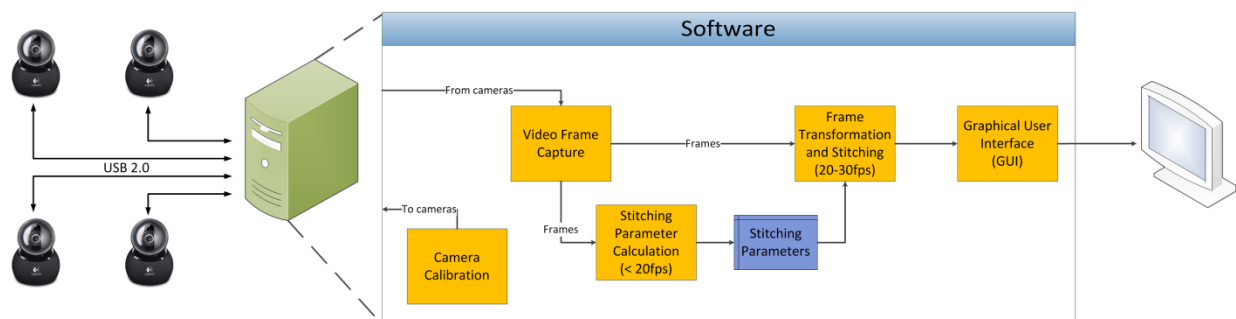 Software
From cameras
Video Frame
Capture
Frames
Frame
Transformation
and Stitching
(20-30fps)
Graphical User
Interface
(GUI)
USB 2.0
To cameras
Camera
Calibration
Frames
Stitching
Parameter
Calculation
(< 20fps)
Stitching
Parameters